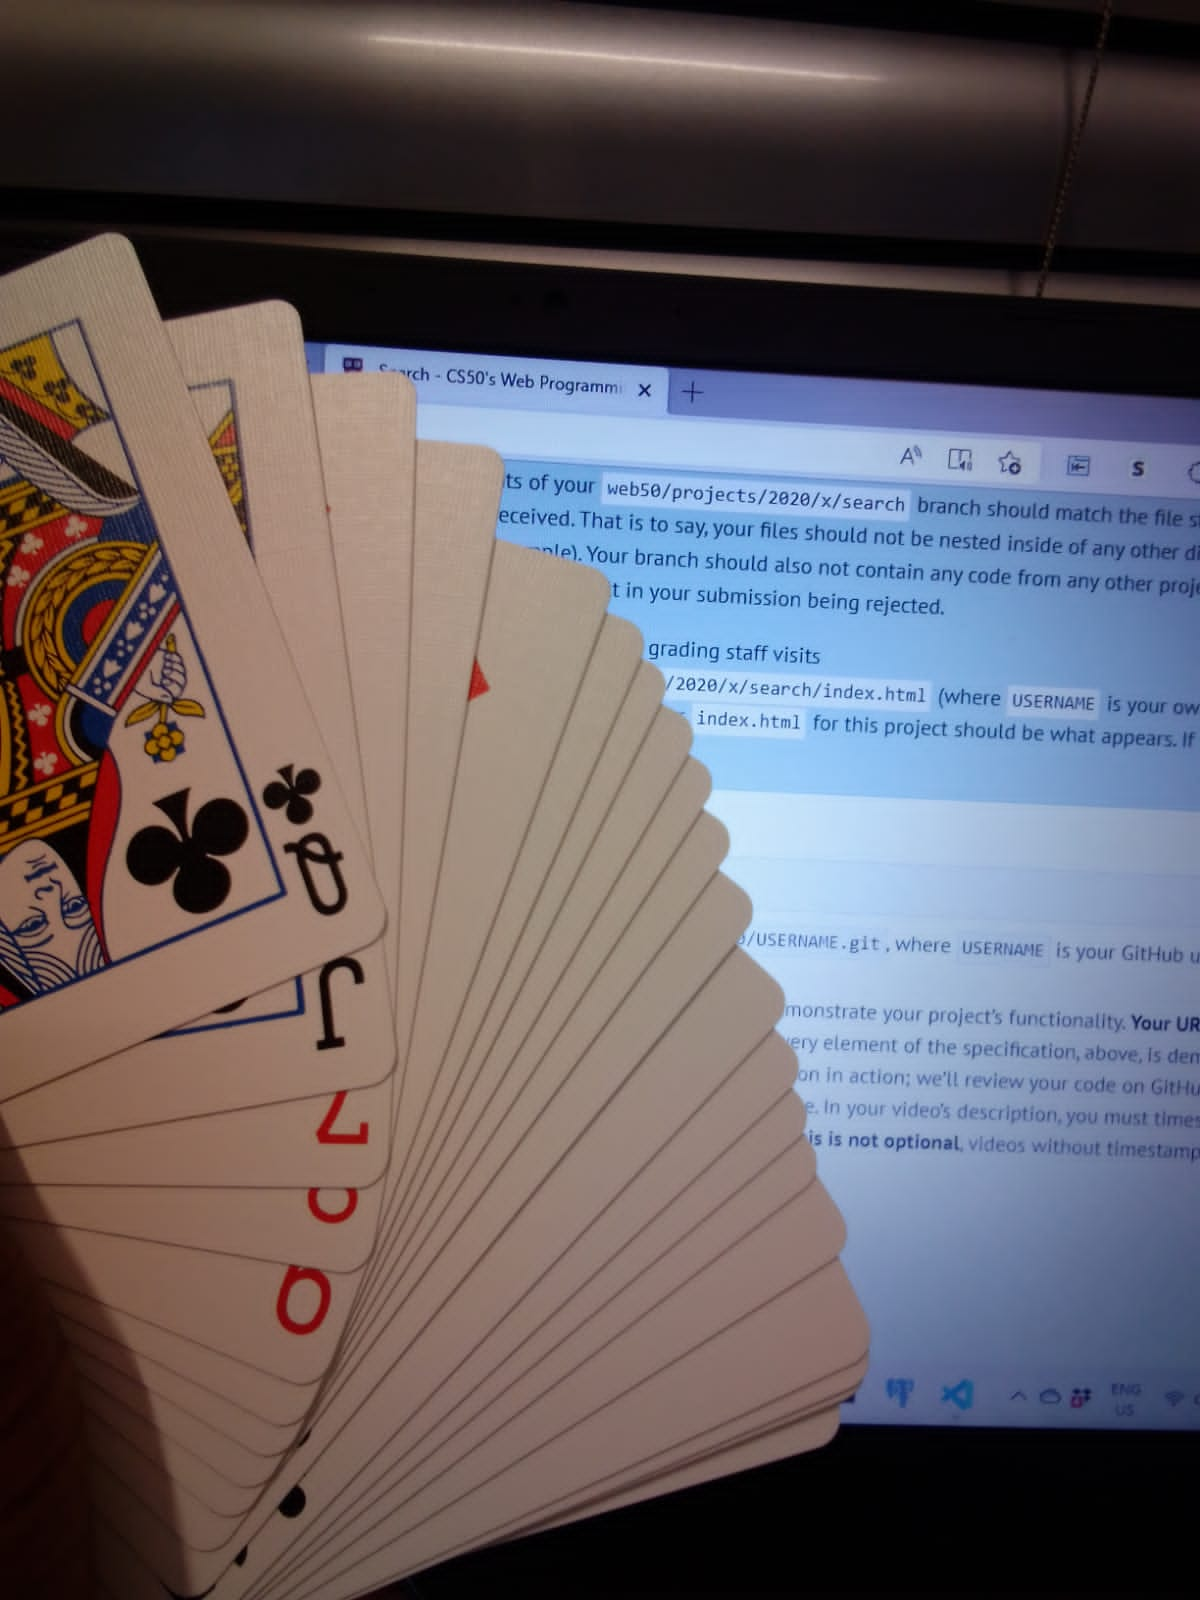 Search - CS50's Web Programm
ts of your web50/projects/2020/x/search branch should match the file s
eceived. That is to say, your files should not be nested inside of any other di
ple). Your branch should also not contain any code from any other proje
t in your submission being rejected.
grading staff visits
/2020/x/search/index.html (where USERNAME is your ow
index.html for this project should be what appears. If
/USERNAME.git, where USERNAME is your GitHub u
monstrate your project's functionality. Your UR
very element of the specification, above, is dem
on in action; we'll review your code on GitHu
e. In your video's description, you must times
is is not optional, videos without timestamp
ENG
US
Q
J
7
Q